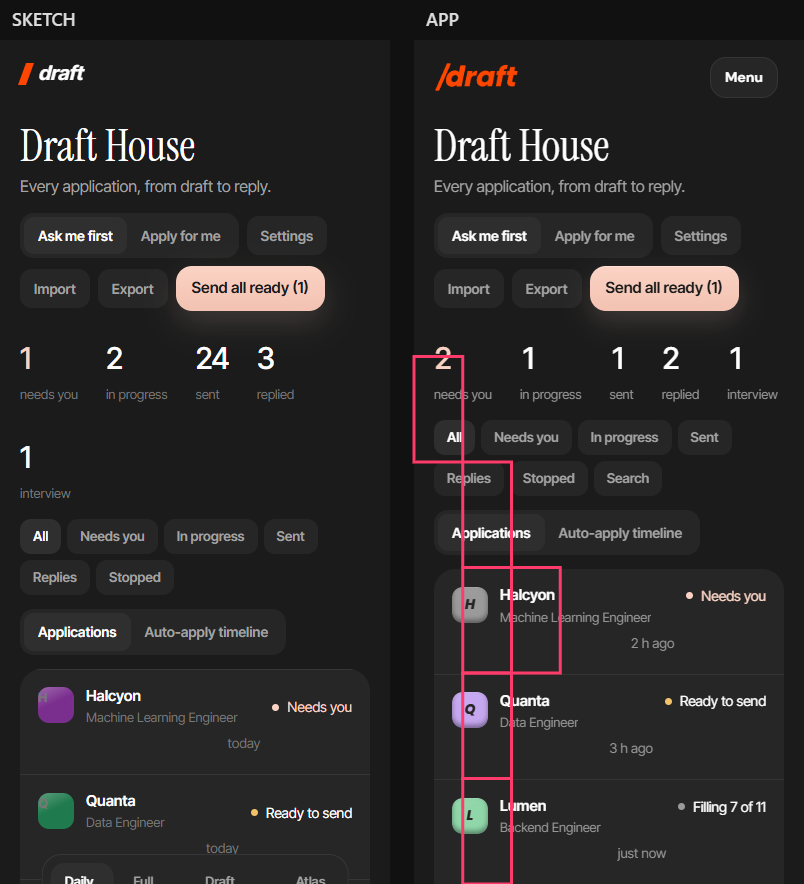 SKETCH
draft
Draft House
Every application, from draft to reply.
Ask me first Apply for me Settings
Import Export Send all ready (1)
1 2 24 3
needs you in progress sent replied
1
interview
All Needs you In progress Sent
Replies Stopped
Applications Auto-apply timeline
Halcyon
Machine Learning Engineer
Needs you
today
Quanta
Data Engineer
Ready to send
today
Daily Full Draft Atlas
APP
/draft Menu
Draft House
Every application, from draft to reply.
Ask me first Apply for me Settings
Import Export Send all ready (1)
2 1 1 2 1
needs you in progress sent replied interview
All Needs you In progress Sent
Replies Stopped Search
Applications Auto-apply timeline
H Halcyon
Machine Learning Engineer
Needs you
2 h ago
Q Quanta
Data Engineer
Ready to send
3 h ago
L Lumen
Backend Engineer
Filling 7 of 11
just now